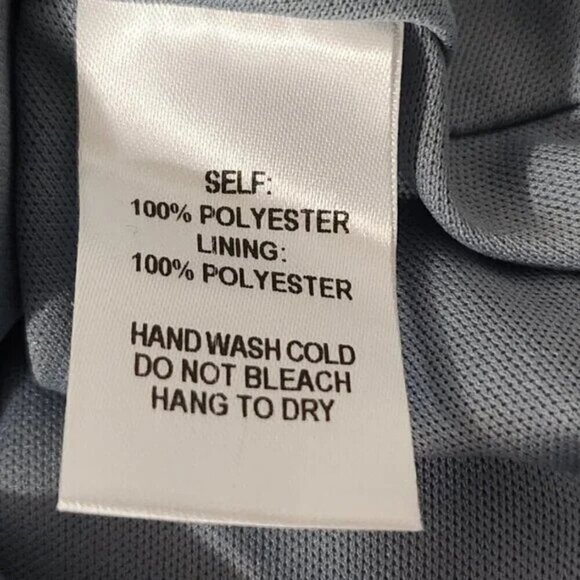 SELF:
100% POLYESTER
LINING:
100% POLYESTER
HAND WASH COLD
DO NOT BLEACH
HANG TO DRY